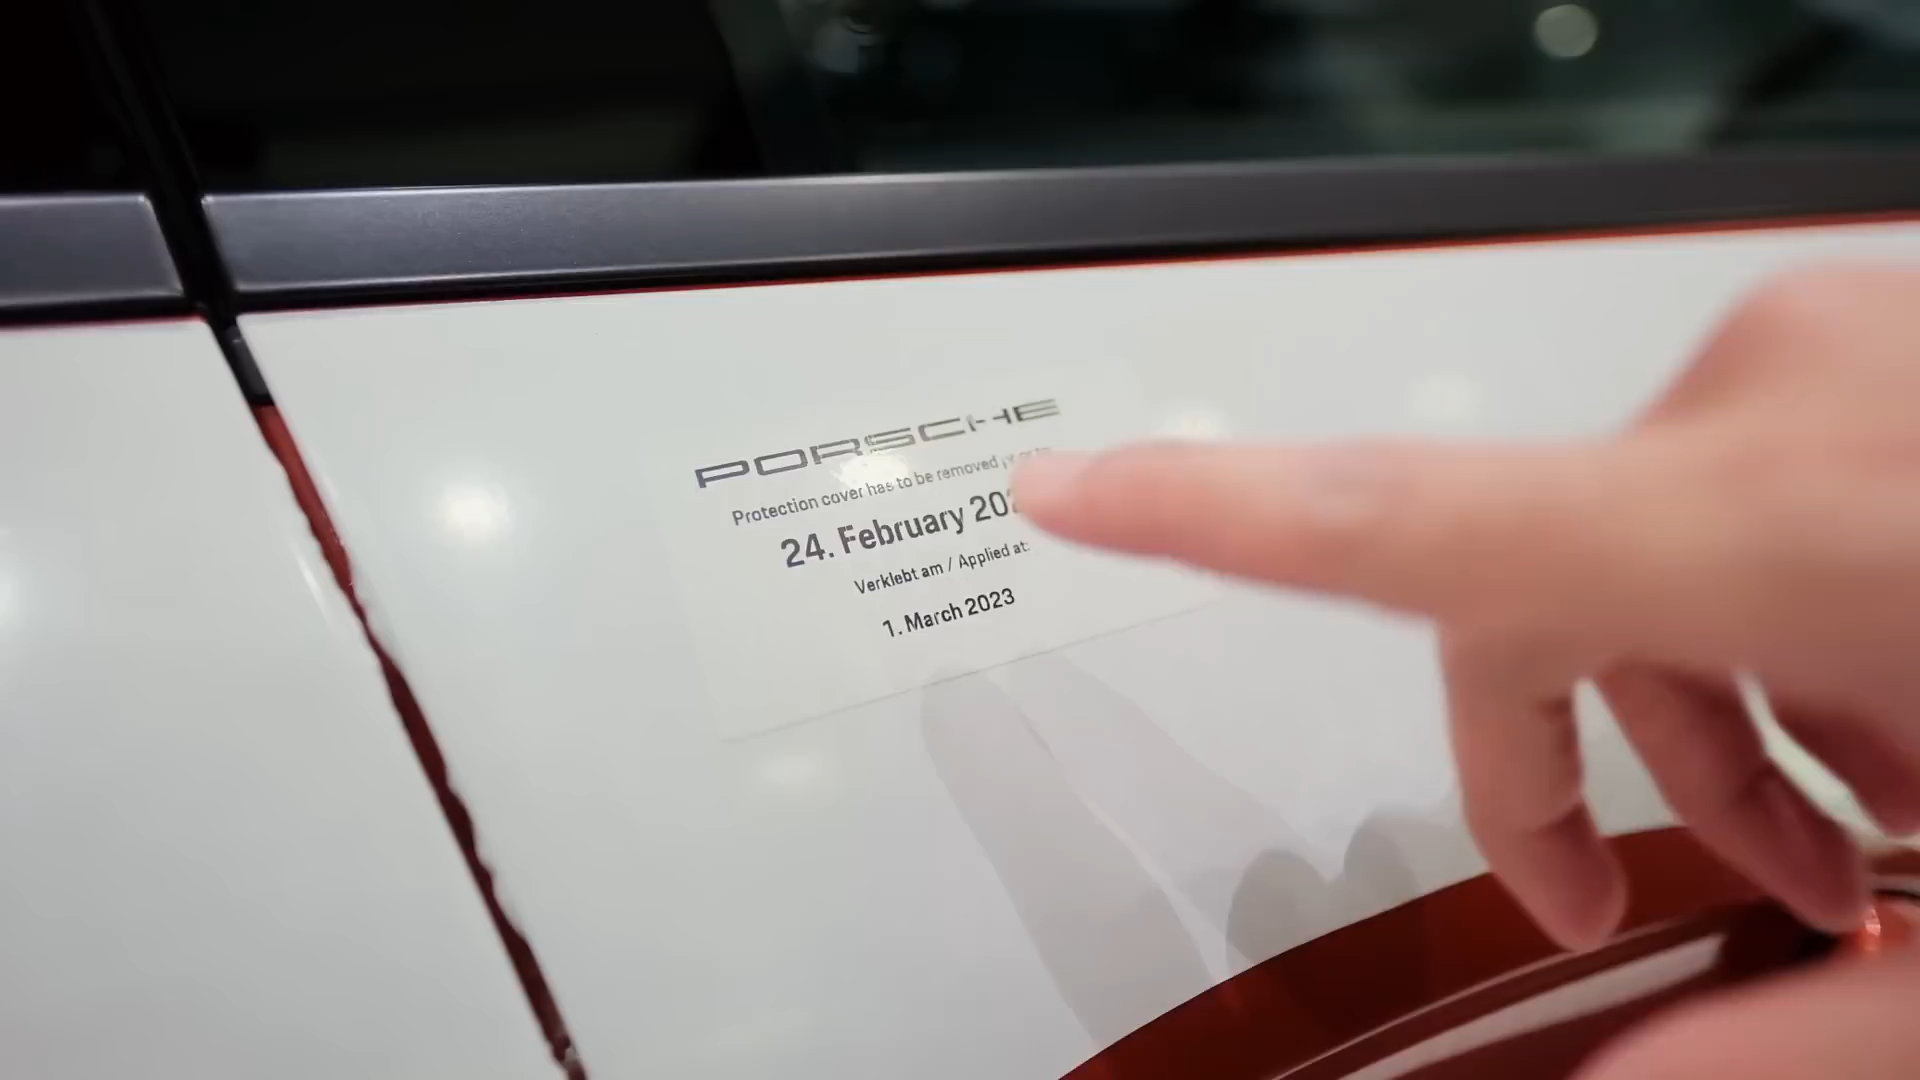 PORSCHE
Protection cover has to be removed
24. February
Verklebt am / Applied at:
1. March 2023